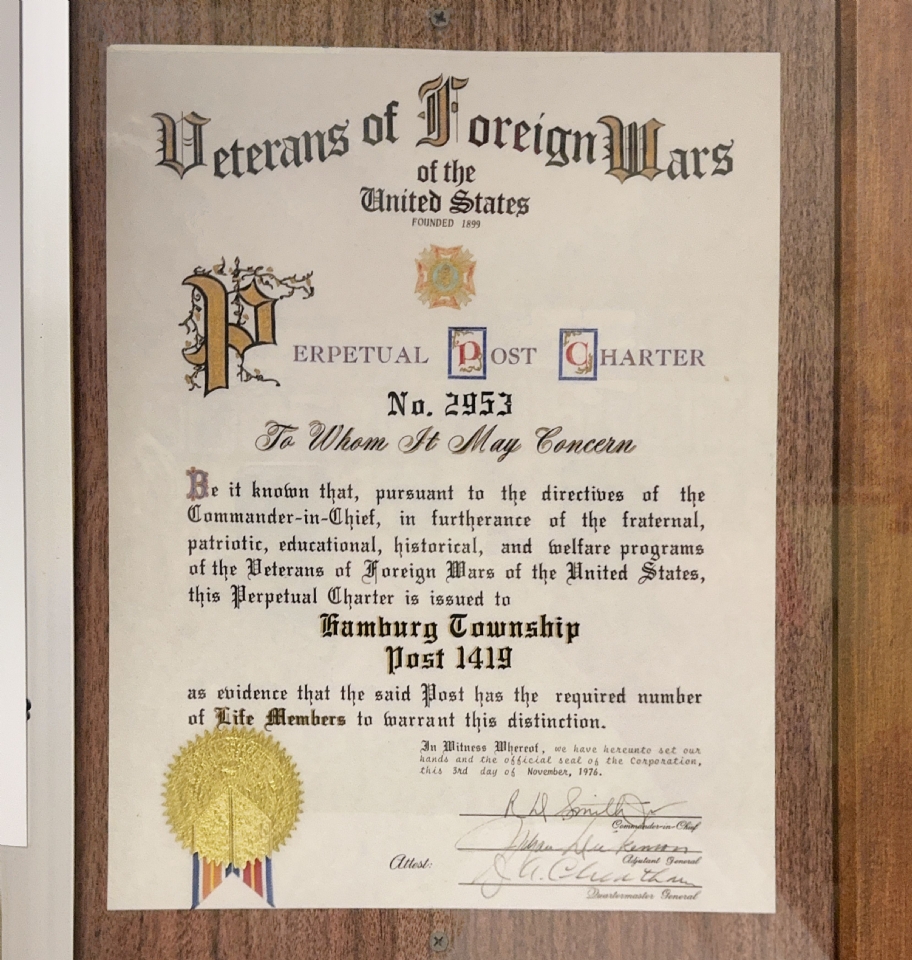 Veterans of Foreign Wars
of the
United States
FOUNDED 1899
PERPETUAL POST CHARTER
No. 2953
To Whom It May Concern
Be it known that, pursuant to the directives of the
Commander-in-Chief, in furtherance of the fraternal,
patriotic, educational, historical, and welfare programs
of the Veterans of Foreign Wars of the United States,
this Perpetual Charter is issued to
Hamburg Township
Post 1419
as evidence that the said Post has the required number
of Life Members to warrant this distinction.
In Witness Whereof, we have hereunto set our
hands and the official seal of the Corporation,
this 3rd day of November, 1976.
R D Smith Jr
Commander-in-Chief
Adjutant General
Attest:
Quartermaster General